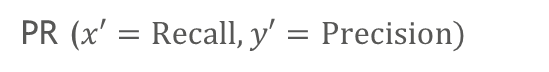 PR (x′ = Recall, y′ = Precision)